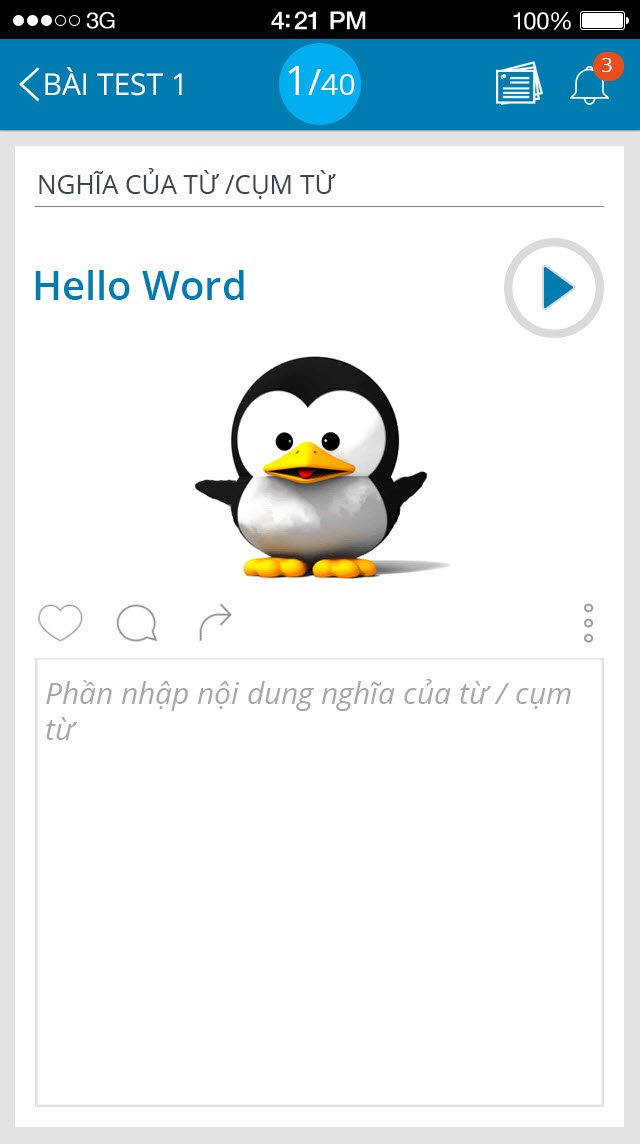 3G 4:21 PM 100%
BÀI TEST 1 1/40 3
NGHĨA CỦA TỪ /CỤM TỪ
Hello Word
Phần nhập nội dung nghĩa của từ / cụm
từ